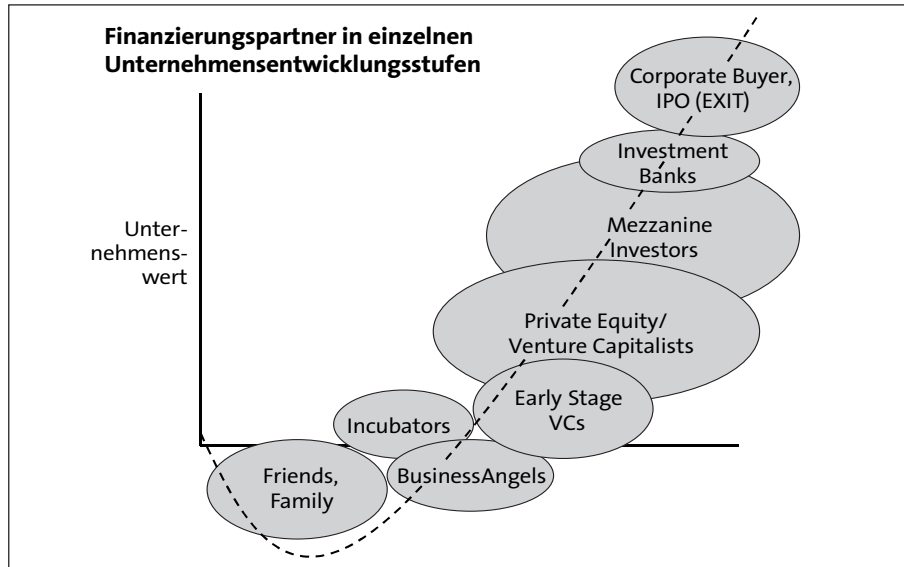 Finanzierungspartner in einzelnen
Unternehmensentwicklungsstufen
Corporate Buyer,
IPO (EXIT)
Investment
Banks
Unter-
nehmens-
wert
Mezzanine
Investors
Private Equity/
Venture Capitalists
Early Stage
VCs
Incubators
Friends,
Family
BusinessAngels